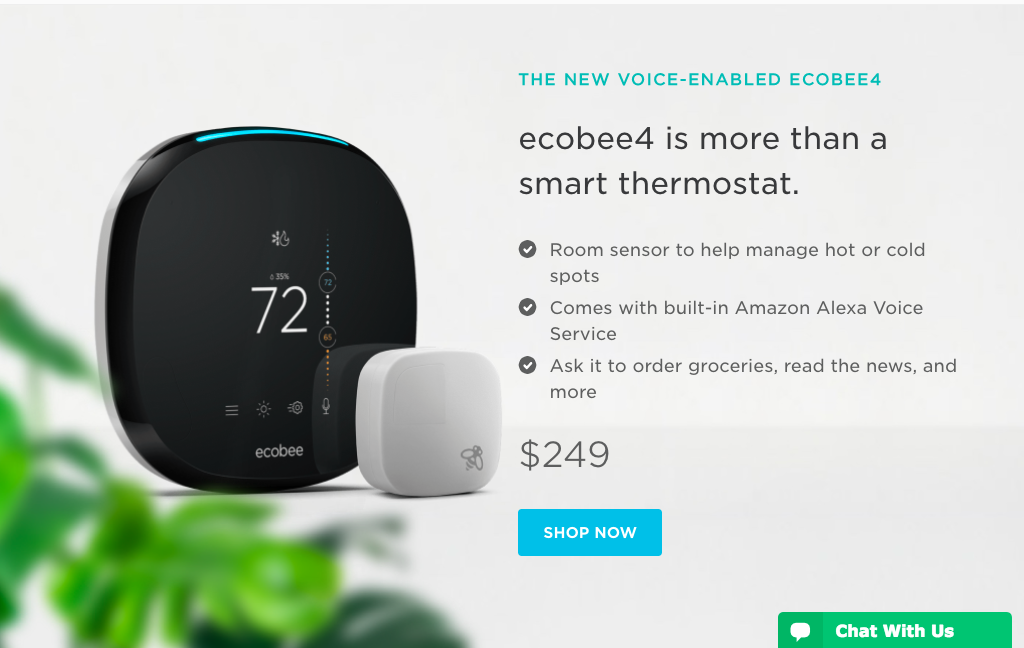 THE NEW VOICE-ENABLED ECOBEE4
ecobee4 is more than a
smart thermostat.
Room sensor to help manage hot or cold
spots
Comes with built-in Amazon Alexa Voice
Service
Ask it to order groceries, read the news, and
more
$249
SHOP NOW
35%
72
72
65
ecobee
Chat With Us